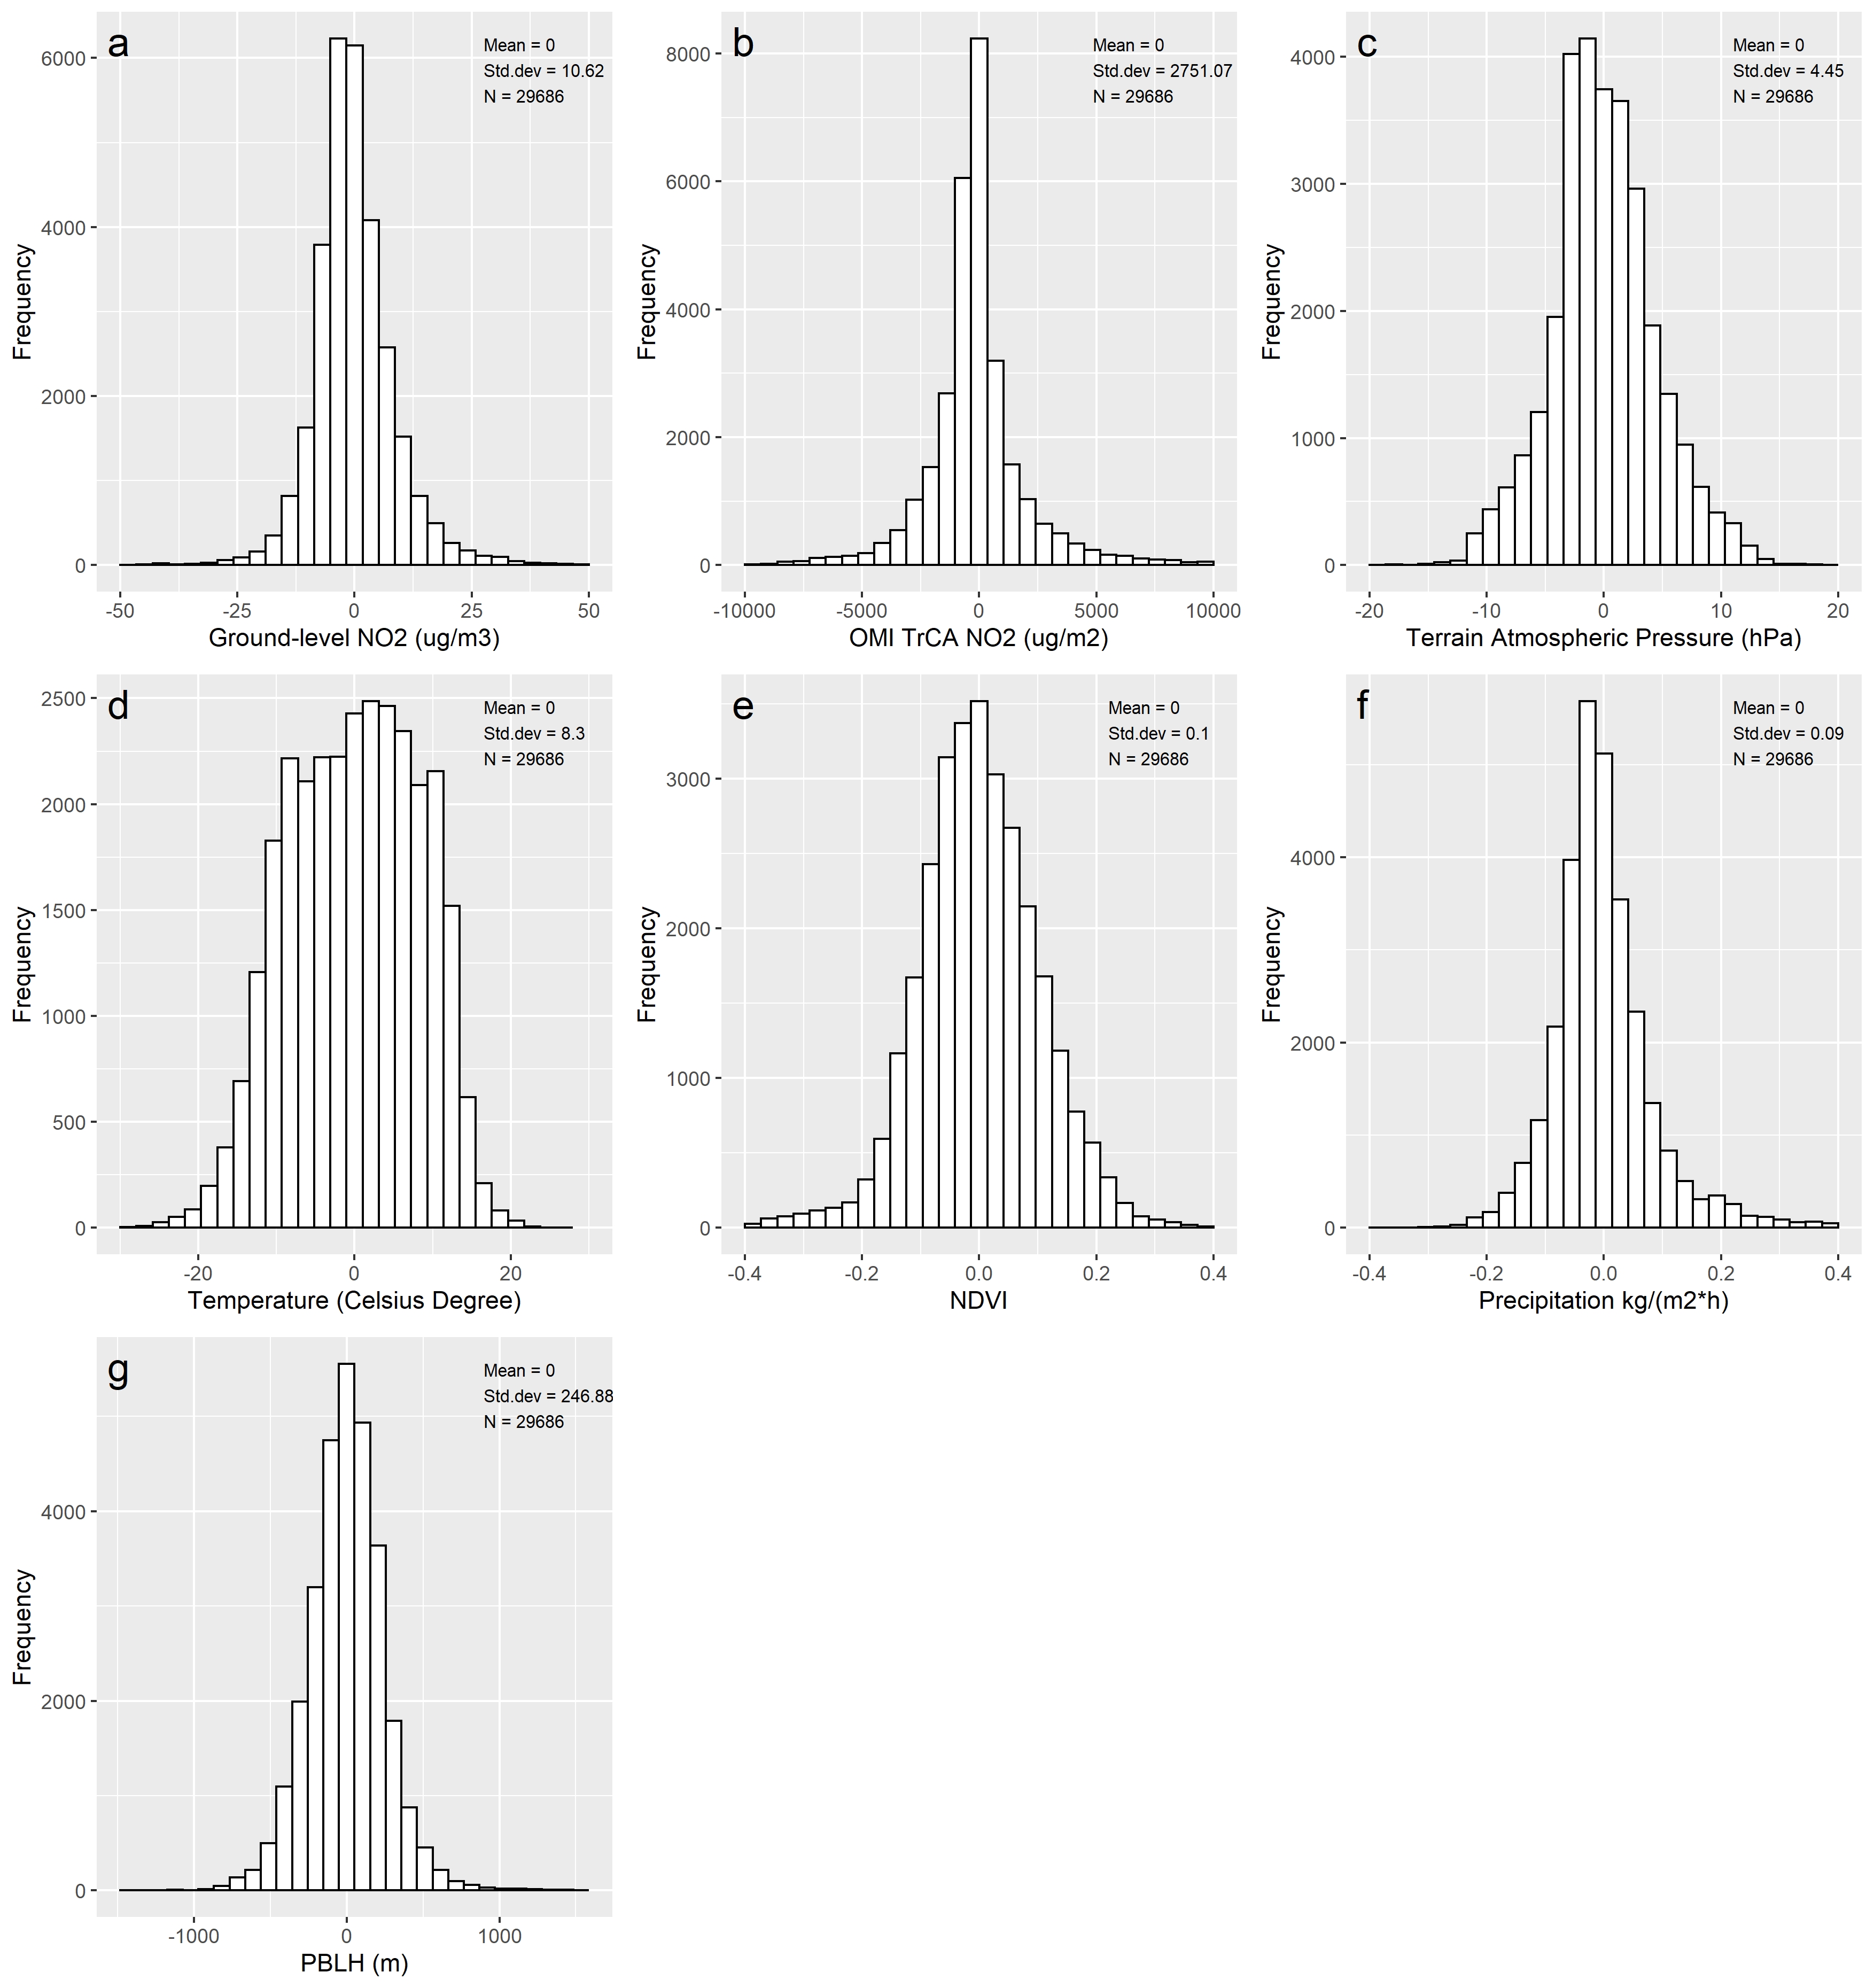 a
Mean = 0
Std.dev = 10.62
N = 29686
6000
4000
2000
0
Frequency
-50 -25 0 25 50
Ground-level NO2 (ug/m3)
b
Mean = 0
Std.dev = 2751.07
N = 29686
8000
6000
4000
2000
0
Frequency
-10000 -5000 0 5000 10000
OMI TrCA NO2 (ug/m2)
c
Mean = 0
Std.dev = 4.45
N = 29686
4000
3000
2000
1000
0
Frequency
-20 -10 0 10 20
Terrain Atmospheric Pressure (hPa)
d
Mean = 0
Std.dev = 8.3
N = 29686
2500
2000
1500
1000
500
0
Frequency
-20 0 20
Temperature (Celsius Degree)
e
Mean = 0
Std.dev = 0.1
N = 29686
3000
2000
1000
0
Frequency
-0.4 -0.2 0.0 0.2 0.4
NDVI
f
Mean = 0
Std.dev = 0.09
N = 29686
4000
2000
0
Frequency
-0.4 -0.2 0.0 0.2 0.4
Precipitation kg/(m2*h)
g
Mean = 0
Std.dev = 246.88
N = 29686
4000
2000
0
Frequency
-1000 0 1000
PBLH (m)